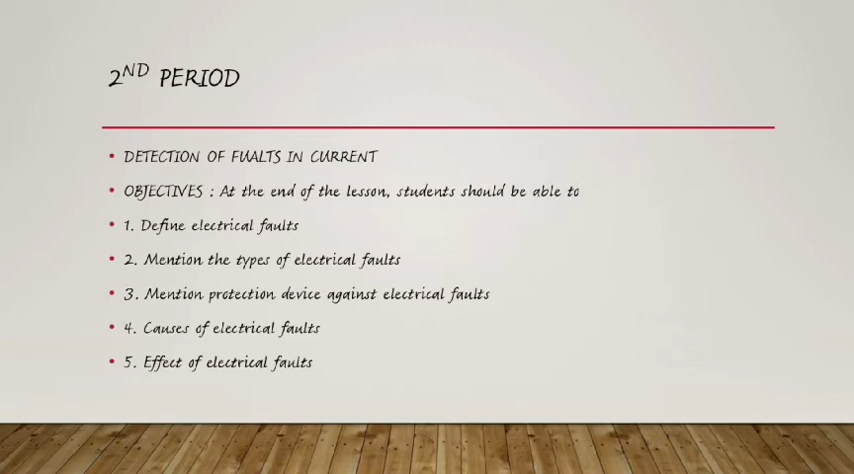 2ND PERIOD
• DETECTION OF FUALTS IN CURRENT
• OBJECTIVES : At the end of the lesson, students should be able to
• 1. Define electrical faults
• 2. Mention the types of electrical faults
• 3. Mention protection device against electrical faults
• 4. Causes of electrical faults
• 5. Effect of electrical faults